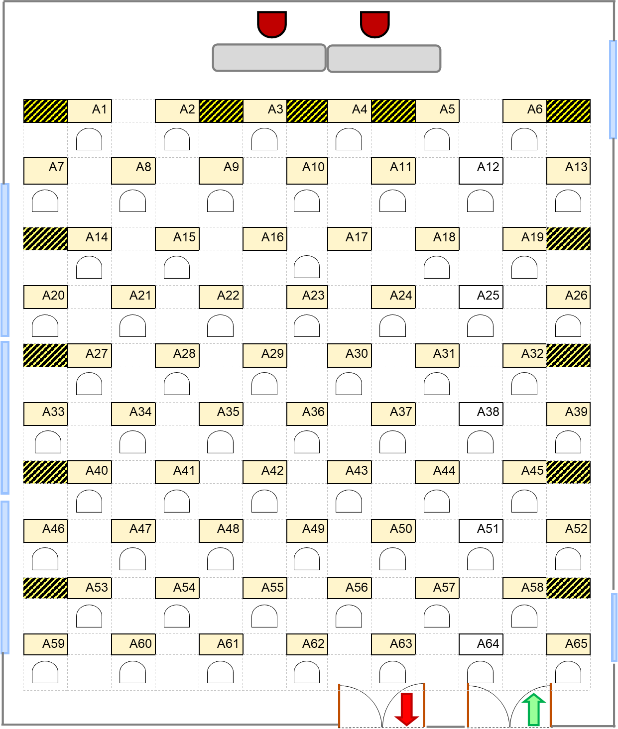 A1 A2 A3 A4 A5 A6
A7 A8 A9 A10 A11 A12 A13
A14 A15 A16 A17 A18 A19
A20 A21 A22 A23 A24 A25 A26
A27 A28 A29 A30 A31 A32
A33 A34 A35 A36 A37 A38 A39
A40 A41 A42 A43 A44 A45
A46 A47 A48 A49 A50 A51 A52
A53 A54 A55 A56 A57 A58
A59 A60 A61 A62 A63 A64 A65